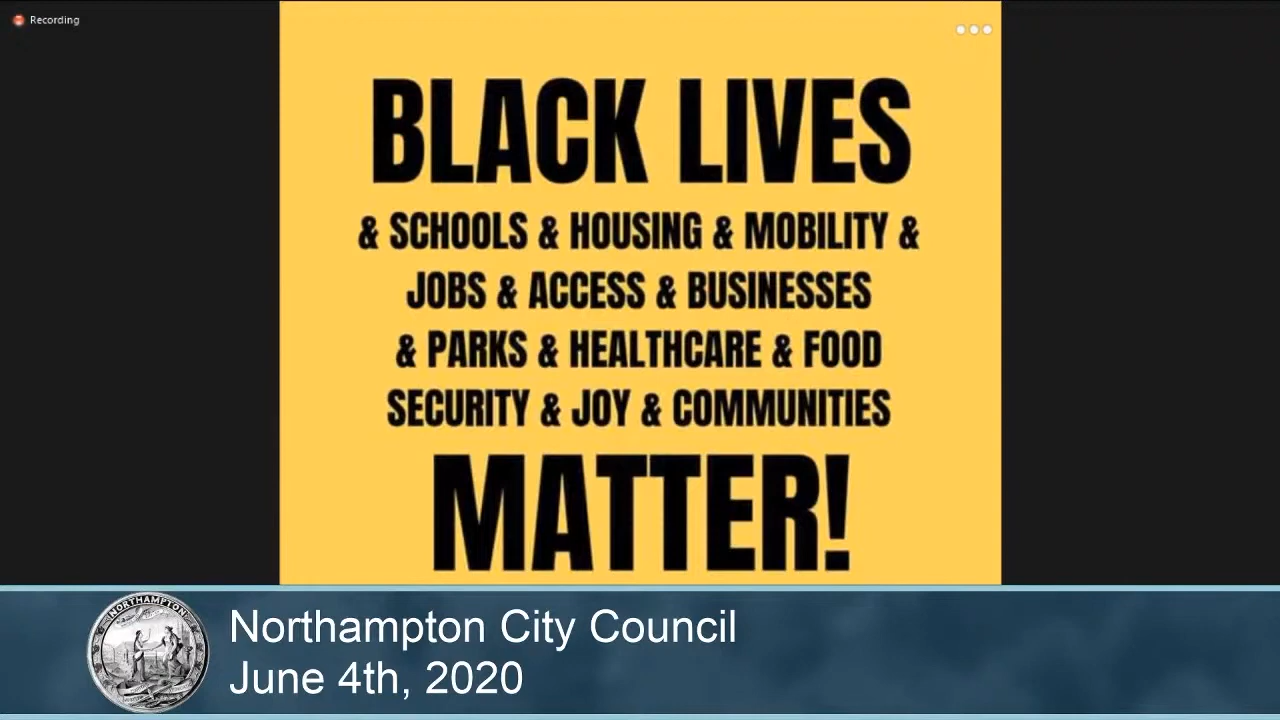 Recording
BLACK LIVES
& SCHOOLS & HOUSING & MOBILITY &
JOBS & ACCESS & BUSINESSES
& PARKS & HEALTHCARE & FOOD
SECURITY & JOY & COMMUNITIES
MATTER!
NORTHAMPTON
Northampton City Council
June 4th, 2020